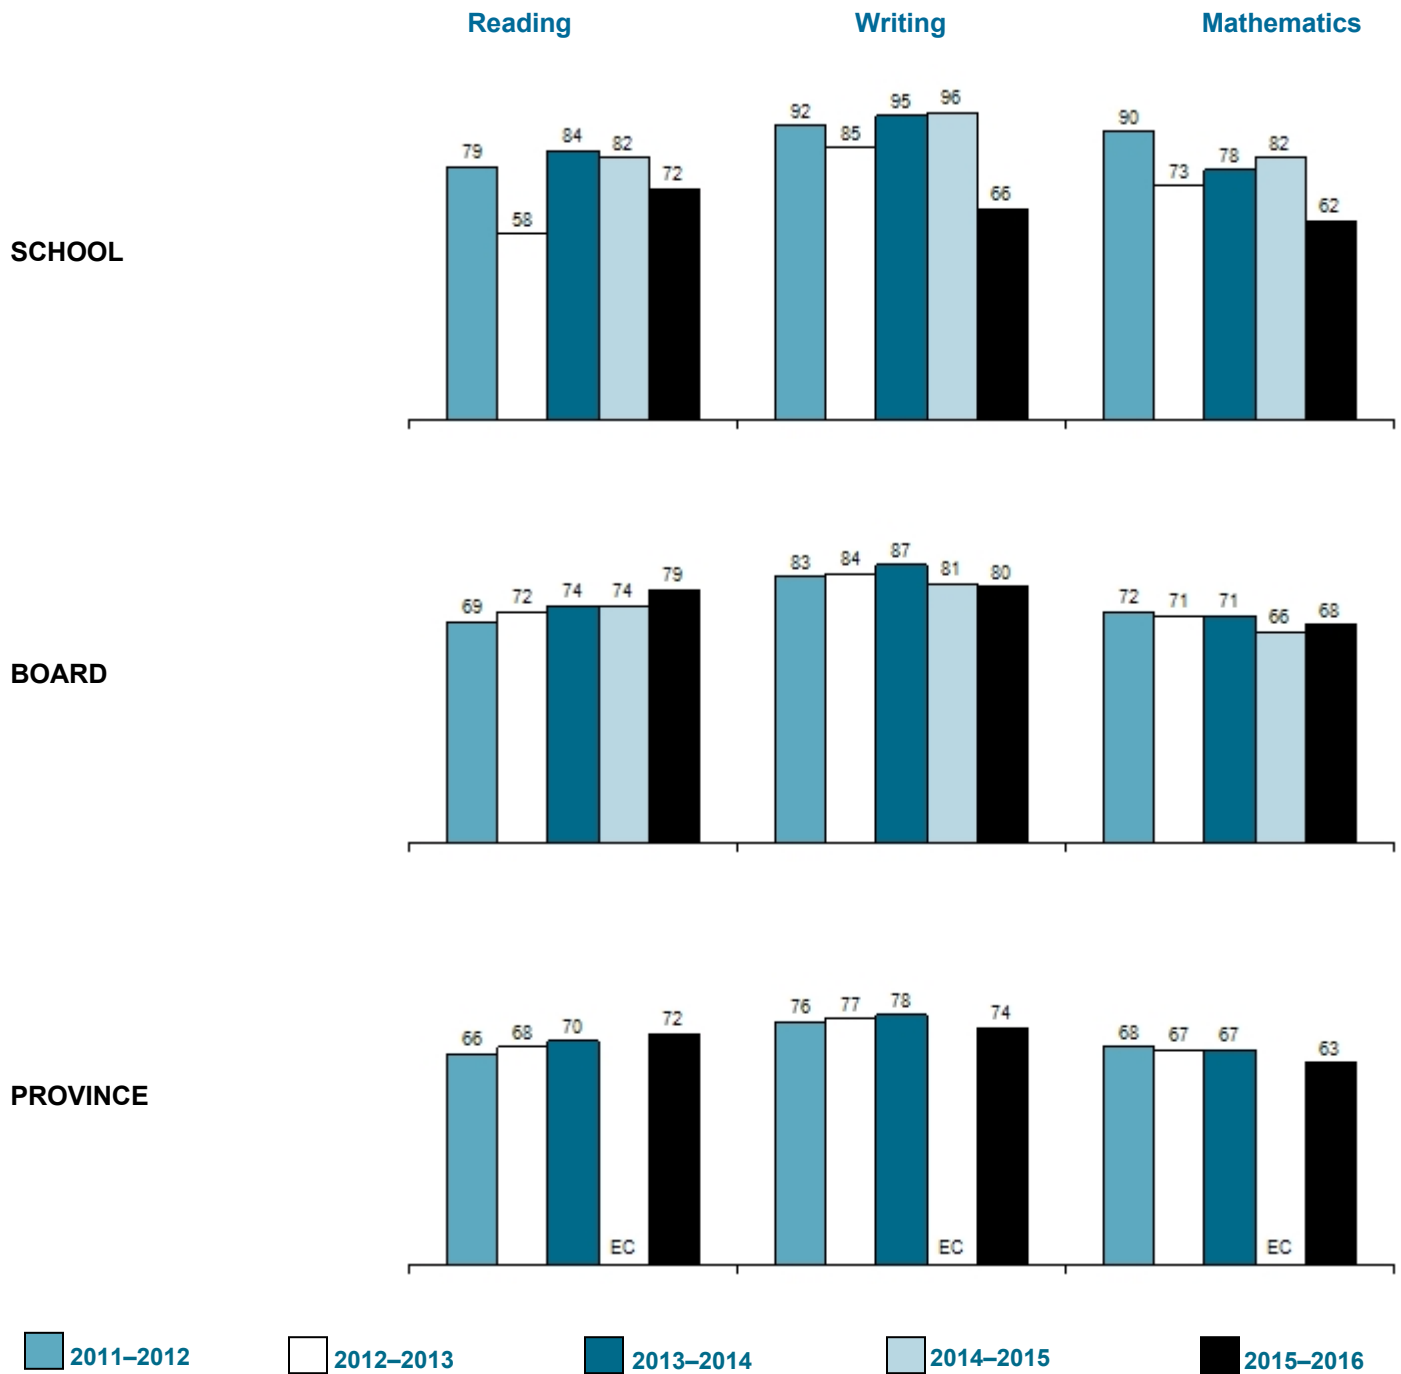 Reading Writing Mathematics
79 58 84 82 72 92 85 95 96 66 90 73 78 82 62
SCHOOL
69 72 74 74 79 83 84 87 81 80 72 71 71 66 68
BOARD
66 68 70 EC 72 76 77 78 EC 74 68 67 67 EC 63
PROVINCE
2011–2012 2012–2013 2013–2014 2014–2015 2015–2016